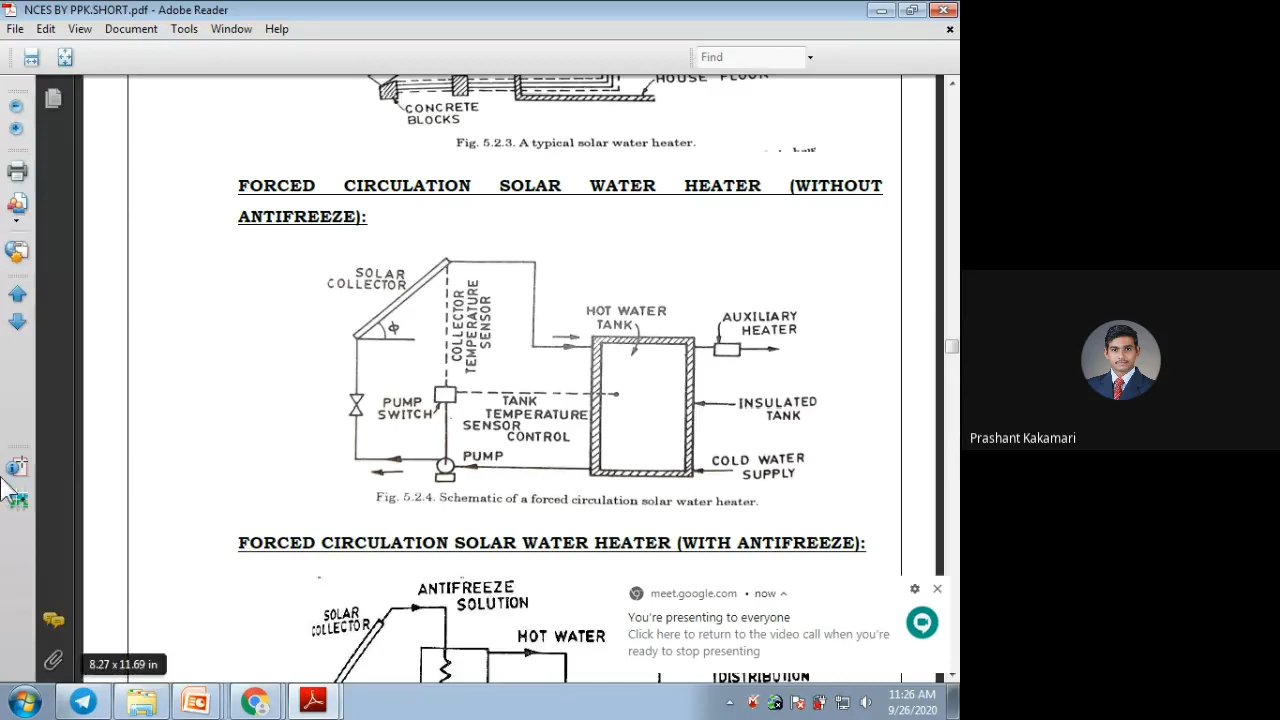 NCES BY PPK.SHORT.pdf - Adobe Reader
File Edit View Document Tools Window Help
Find
HOUSE FLOOR
CONCRETE
BLOCKS
Fig. 5.2.3. A typical solar water heater.
half
FORCED CIRCULATION SOLAR WATER HEATER (WITHOUT
ANTIFREEZE):
SOLAR
COLLECTOR
COLLECTOR
TEMPERATURE
SENSOR
Φ
HOT WATER
TANK
AUXILIARY
HEATER
PUMP
SWITCH
TANK
TEMPERATURE
SENSOR
CONTROL
INSULATED
TANK
PUMP
COLD WATER
SUPPLY
Fig. 5.2.4. Schematic of a forced circulation solar water heater.
FORCED CIRCULATION SOLAR WATER HEATER (WITH ANTIFREEZE):
ANTIFREEZE
SOLUTION
SOLAR
COLLECTOR
HOT WATER
DISTRIBUTION
meet.google.com • now
You're presenting to everyone
Click here to return to the video call when you're
ready to stop presenting
8.27 x 11.69 in
11:26 AM
9/26/2020
Prashant Kakamari